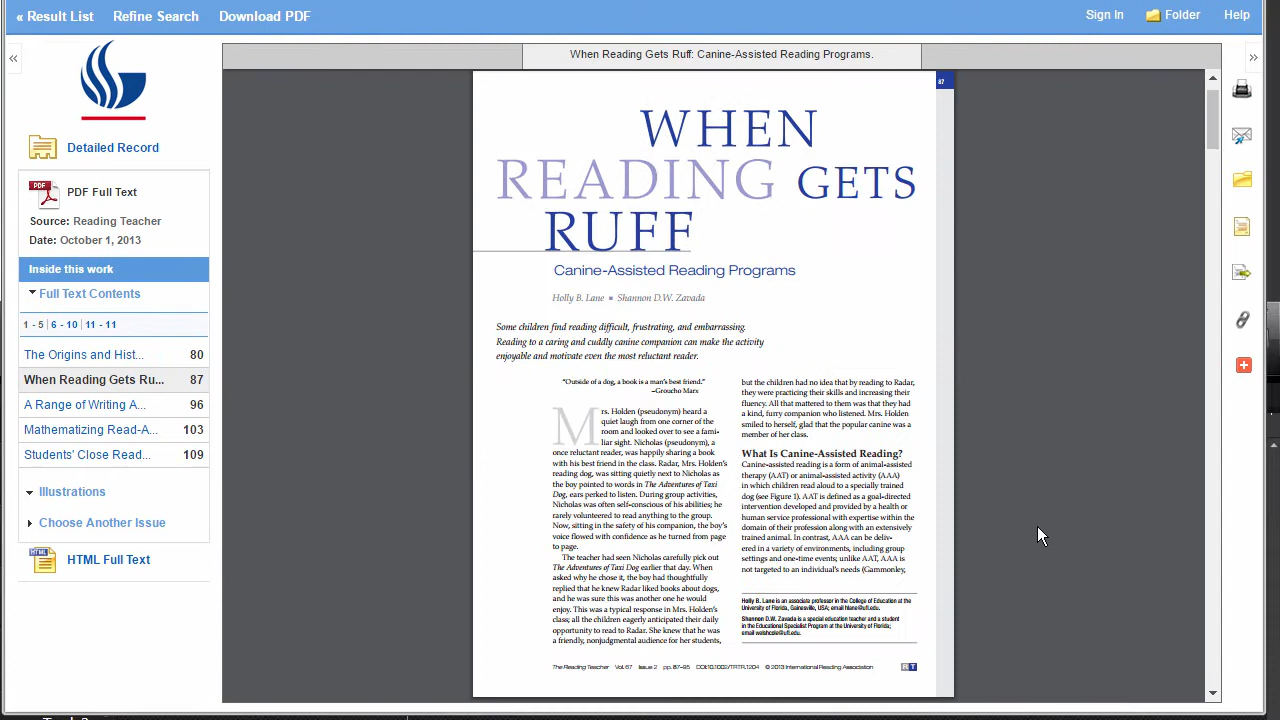 « Result List Refine Search Download PDF Sign In Folder Help
« When Reading Gets Ruff: Canine-Assisted Reading Programs. »
Detailed Record
PDF PDF Full Text
Source: Reading Teacher
Date: October 1, 2013
Inside this work
Full Text Contents
1 - 5 | 6 - 10 | 11 - 11
The Origins and Hist... 80
When Reading Gets Ru... 87
A Range of Writing A... 96
Mathematizing Read-A... 103
Students' Close Read... 109
Illustrations
Choose Another Issue
HTML HTML Full Text
87
WHEN
READING GETS
RUFF
Canine-Assisted Reading Programs
Holly B. Lane ■ Shannon D.W. Zavada
Some children find reading difficult, frustrating, and embarrassing.
Reading to a caring and cuddly canine companion can make the activity
enjoyable and motivate even the most reluctant reader.
"Outside of a dog, a book is a man's best friend."
–Groucho Marx
Mrs. Holden (pseudonym) heard a
quiet laugh from one corner of the
room and looked over to see a fami-
liar sight. Nicholas (pseudonym), a
once reluctant reader, was happily sharing a book
with his best friend in the class. Radar, Mrs. Holden's
reading dog, was sitting quietly next to Nicholas as
the boy pointed to words in The Adventures of Taxi
Dog, ears perked to listen. During group activities,
Nicholas was often self-conscious of his abilities; he
rarely volunteered to read anything to the group.
Now, sitting in the safety of his companion, the boy's
voice flowed with confidence as he turned from page
to page.
The teacher had seen Nicholas carefully pick out
The Adventures of Taxi Dog earlier that day. When
asked why he chose it, the boy had thoughtfully
replied that he knew Radar liked books about dogs,
and he was sure this was another one he would
enjoy. This was a typical response in Mrs. Holden's
class; all the children eagerly anticipated their daily
opportunity to read to Radar. She knew that he was
a friendly, nonjudgmental audience for her students,
but the children had no idea that by reading to Radar,
they were practicing their skills and increasing their
fluency. All that mattered to them was that they had
a kind, furry companion who listened. Mrs. Holden
smiled to herself, glad that the popular canine was a
member of her class.
What Is Canine-Assisted Reading?
Canine-assisted reading is a form of animal-assisted
therapy (AAT) or animal-assisted activity (AAA)
in which children read aloud to a specially trained
dog (see Figure 1). AAT is defined as a goal-directed
intervention developed and provided by a health or
human service professional with expertise within the
domain of their profession along with an extensively
trained animal. In contrast, AAA can be deliv-
ered in a variety of environments, including group
settings and one-time events; unlike AAT, AAA is
not targeted to an individual's needs (Gammonley,
Holly B. Lane is an associate professor in the College of Education at the
University of Florida, Gainesville, USA; email hlane@ufl.edu.
Shannon D.W. Zavada is a special education teacher and a student
in the Educational Specialist Program at the University of Florida;
email welshcole@ufl.edu.
The Reading Teacher Vol. 67 Issue 2 pp. 87–95 DOI:10.1002/TRTR.1204 © 2013 International Reading Association RT